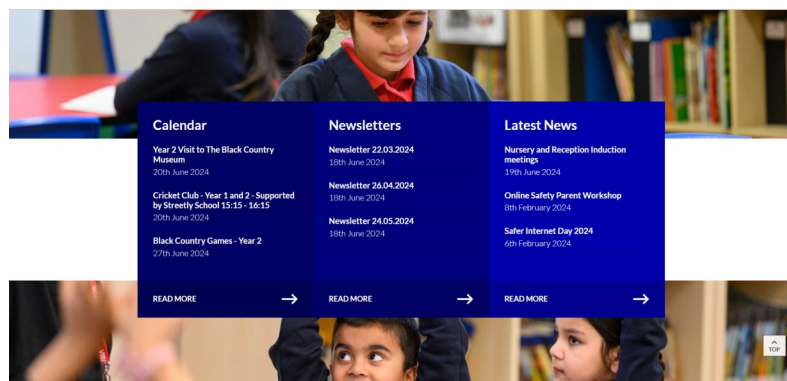 Calendar
Year 2 Visit to The Black Country
Museum
20th June 2024
Cricket Club - Year 1 and 2 - Supported
by Streetly School 15:15 - 16:15
20th June 2024
Black Country Games - Year 2
27th June 2024
READ MORE
Newsletters
Newsletter 22.03.2024
18th June 2024
Newsletter 26.04.2024
18th June 2024
Newsletter 24.05.2024
18th June 2024
READ MORE
Latest News
Nursery and Reception Induction
meetings
19th June 2024
Online Safety Parent Workshop
8th February 2024
Safer Internet Day 2024
6th February 2024
READ MORE
TOP